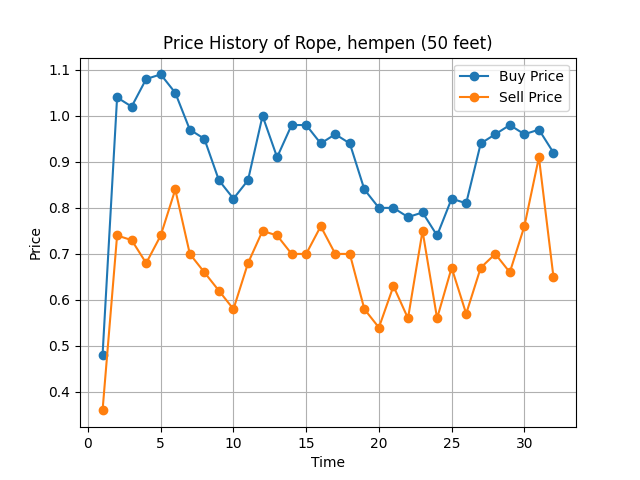 Price History of Rope, hempen (50 feet)
Buy Price
Sell Price
1.1
1.0
0.9
0.8
0.7
0.6
0.5
0.4
Price
0 5 10 15 20 25 30
Time